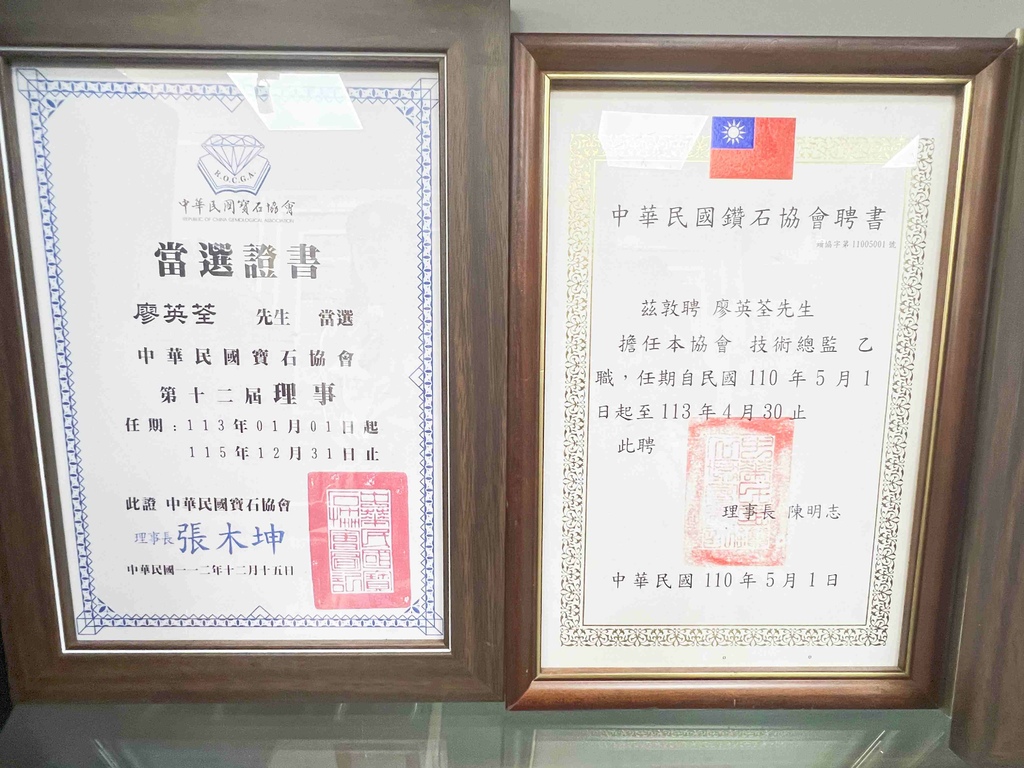 R.O.C.G.A.
中華民國寶石協會
REPUBLIC OF CHINA GEMOLOGICAL ASSOCIATION
當選證書
廖英荃 先生 當選
中華民國寶石協會
第十二屆理事
任期:113年01月01日起
115年12月31日止
此證 中華民國寶石協會
理事長 張木坤
中華民國一一二年十二月十五日
中華民國鑽石協會聘書
字第11005001號
茲敦聘 廖英荃先生
擔任本協會 技術總監 乙
職,任期自民國 110 年 5 月 1
日起至 113 年 4 月 30 止
此聘
理事長 陳明志
中華民國 110 年 5 月 1 日